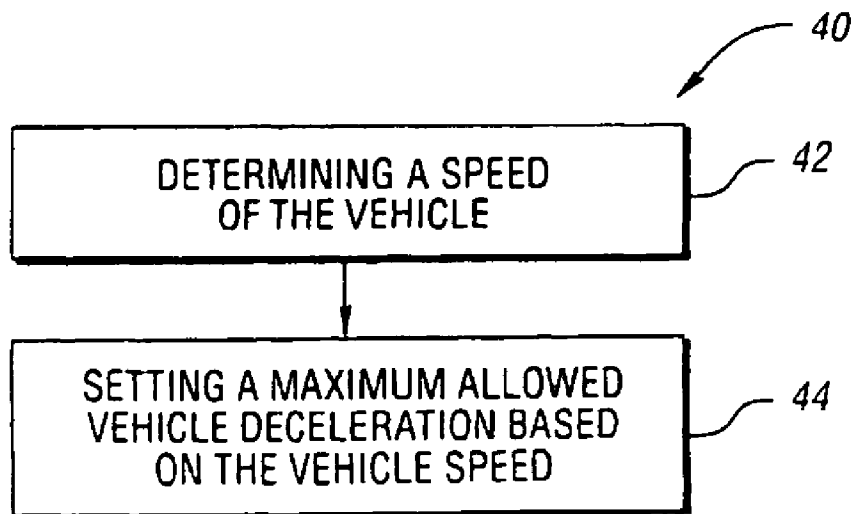 40
DETERMINING A SPEED
OF THE VEHICLE
42
SETTING A MAXIMUM ALLOWED
VEHICLE DECELERATION BASED
ON THE VEHICLE SPEED
44